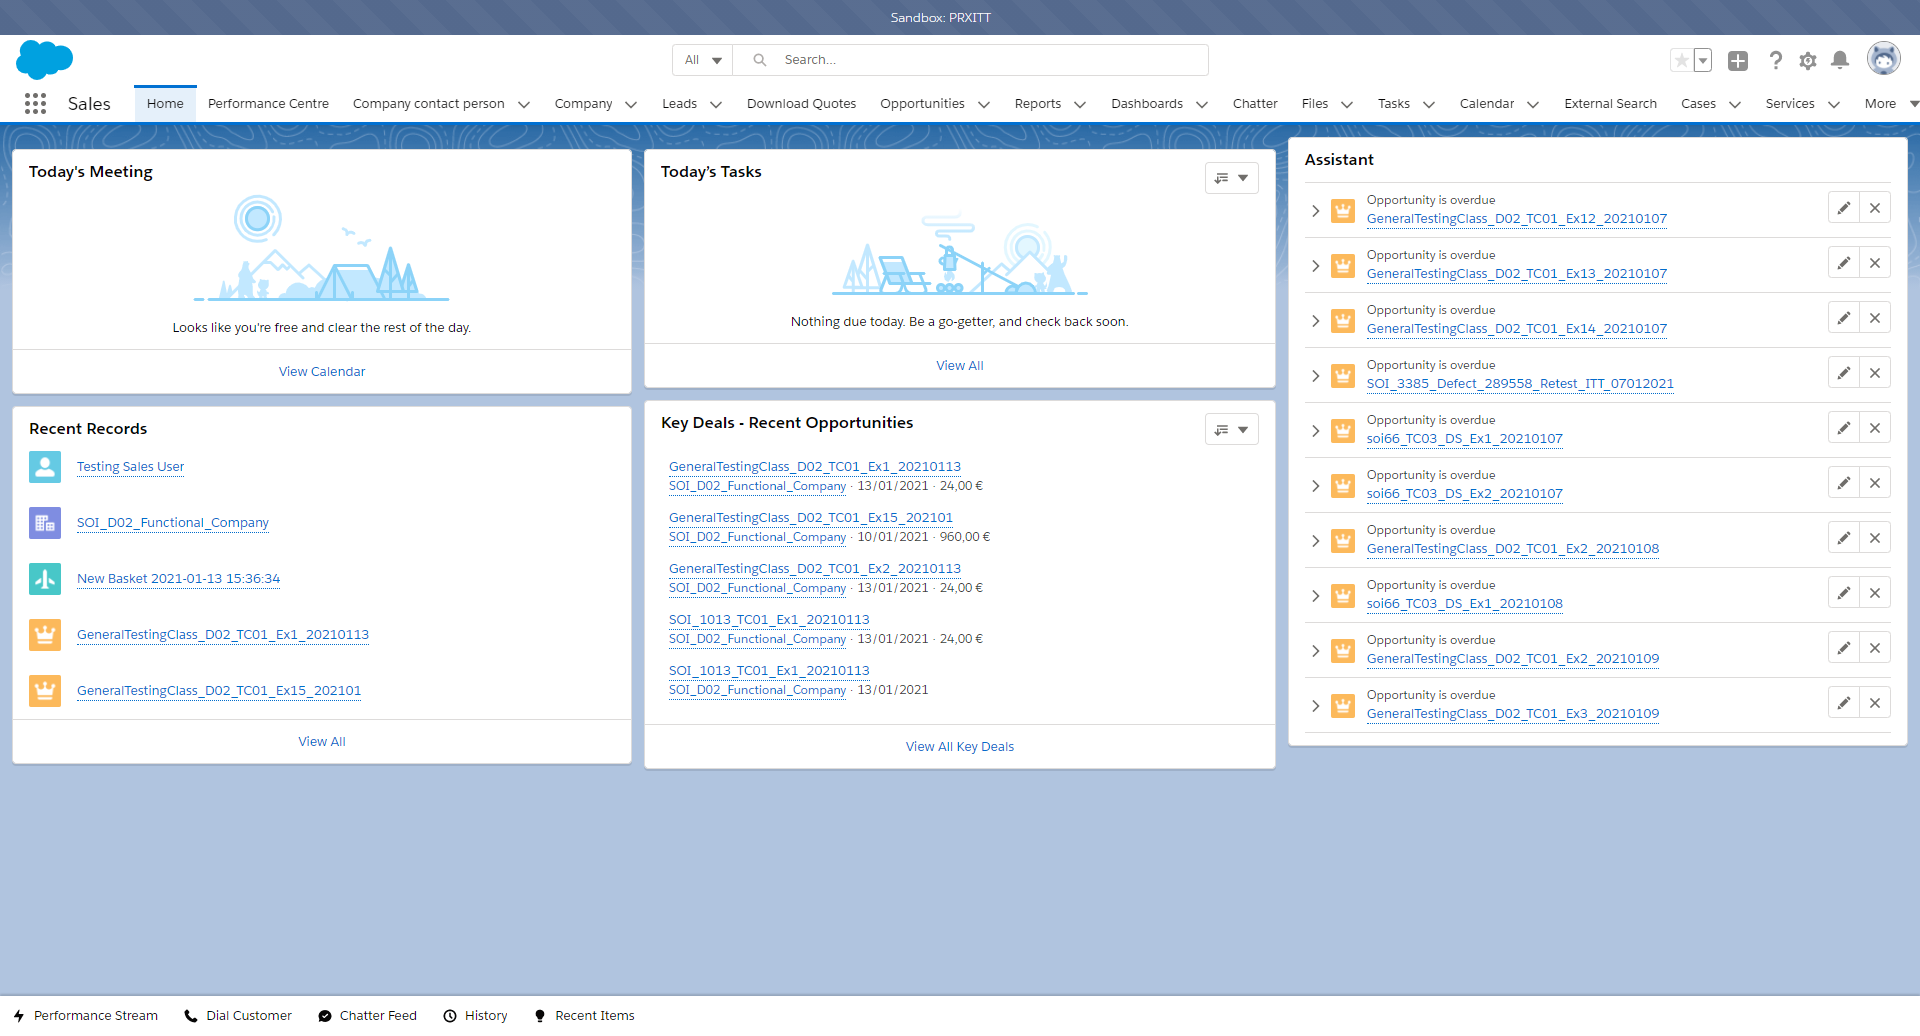 Sandbox: PRXITT
All
Search...
Sales
Home
Performance Centre
Company contact person
Company
Leads
Download Quotes
Opportunities
Reports
Dashboards
Chatter
Files
Tasks
Calendar
External Search
Cases
Services
More
Today's Meeting
Looks like you're free and clear the rest of the day.
View Calendar
Recent Records
Testing Sales User
SOI_D02_Functional_Company
New Basket 2021-01-13 15:36:34
GeneralTestingClass_D02_TC01_Ex1_20210113
GeneralTestingClass_D02_TC01_Ex15_202101
View All
Today’s Tasks
Nothing due today. Be a go-getter, and check back soon.
View All
Key Deals - Recent Opportunities
GeneralTestingClass_D02_TC01_Ex1_20210113
SOI_D02_Functional_Company · 13/01/2021 · 24,00 €
GeneralTestingClass_D02_TC01_Ex15_202101
SOI_D02_Functional_Company · 10/01/2021 · 960,00 €
GeneralTestingClass_D02_TC01_Ex2_20210113
SOI_D02_Functional_Company · 13/01/2021 · 24,00 €
SOI_1013_TC01_Ex1_20210113
SOI_D02_Functional_Company · 13/01/2021 · 24,00 €
SOI_1013_TC01_Ex1_20210113
SOI_D02_Functional_Company · 13/01/2021
View All Key Deals
Assistant
Opportunity is overdue
GeneralTestingClass_D02_TC01_Ex12_20210107
Opportunity is overdue
GeneralTestingClass_D02_TC01_Ex13_20210107
Opportunity is overdue
GeneralTestingClass_D02_TC01_Ex14_20210107
Opportunity is overdue
SOI_3385_Defect_289558_Retest_ITT_07012021
Opportunity is overdue
soi66_TC03_DS_Ex1_20210107
Opportunity is overdue
soi66_TC03_DS_Ex2_20210107
Opportunity is overdue
GeneralTestingClass_D02_TC01_Ex2_20210108
Opportunity is overdue
soi66_TC03_DS_Ex1_20210108
Opportunity is overdue
GeneralTestingClass_D02_TC01_Ex2_20210109
Opportunity is overdue
GeneralTestingClass_D02_TC01_Ex3_20210109
Performance Stream
Dial Customer
Chatter Feed
History
Recent Items